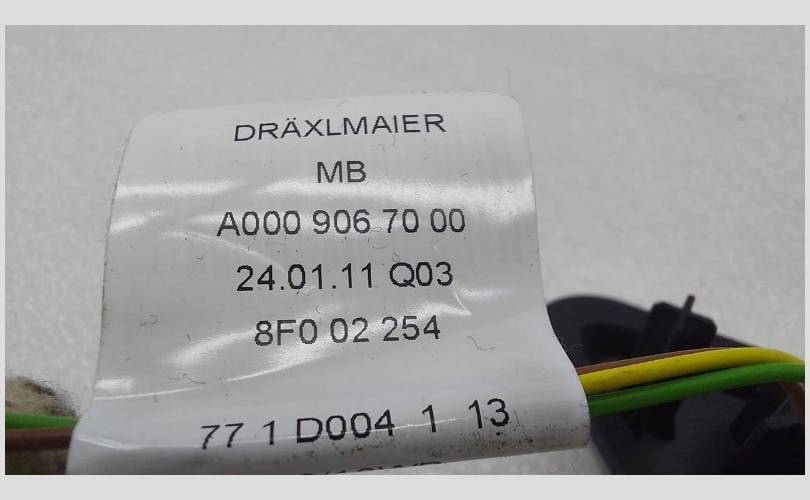 DRÄXLMAIER
MB
A000 906 70 00
24.01.11 Q03
8F0 02 254
77 1 D004 1 13